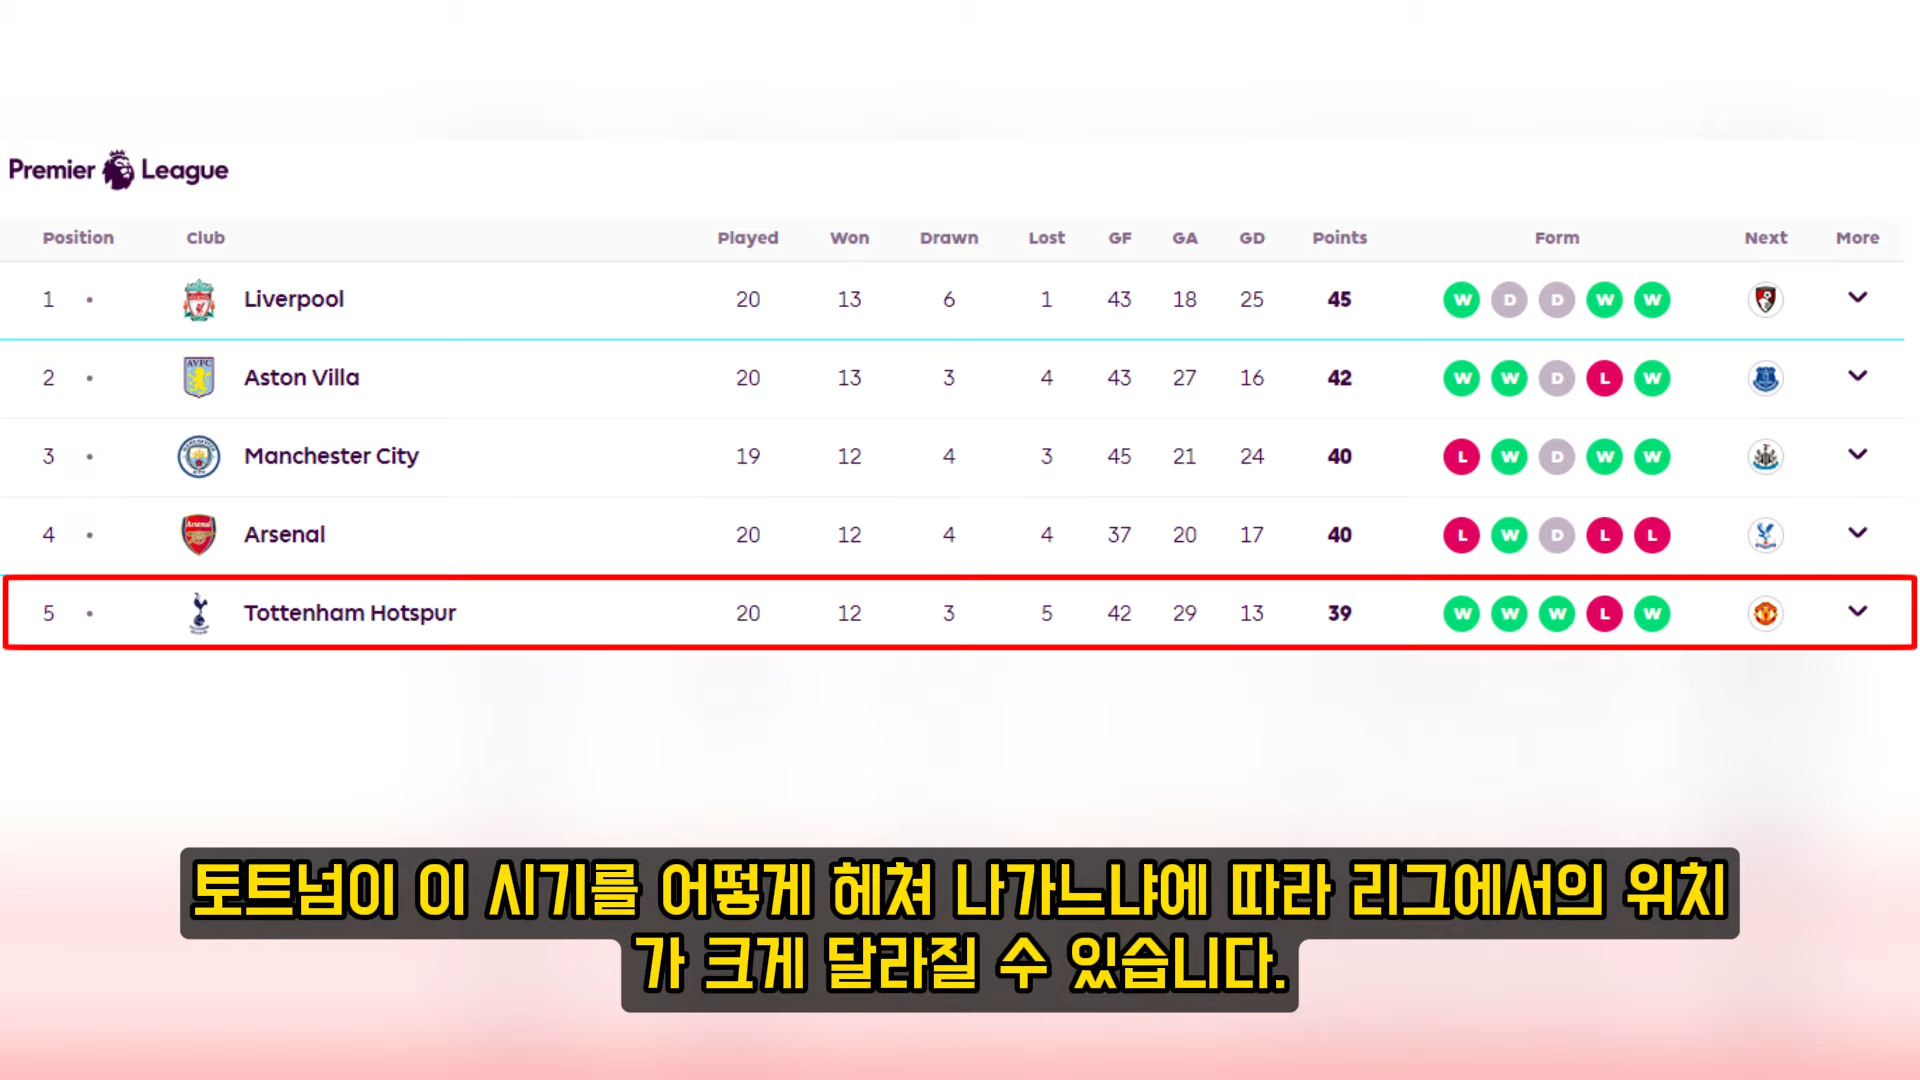 Premier League
Position Club Played Won Drawn Lost GF GA GD Points Form Next More
1 Liverpool 20 13 6 1 43 18 25 45 W D D W W
2 Aston Villa 20 13 3 4 43 27 16 42 W W D L W
3 Manchester City 19 12 4 3 45 21 24 40 L W D W W
4 Arsenal 20 12 4 4 37 20 17 40 L W D L L
5 Tottenham Hotspur 20 12 3 5 42 29 13 39 W W W L W
토트넘이 이 시기를 어떻게 헤쳐 나가느냐에 따라 리그에서의 위치
가 크게 달라질 수 있습니다.